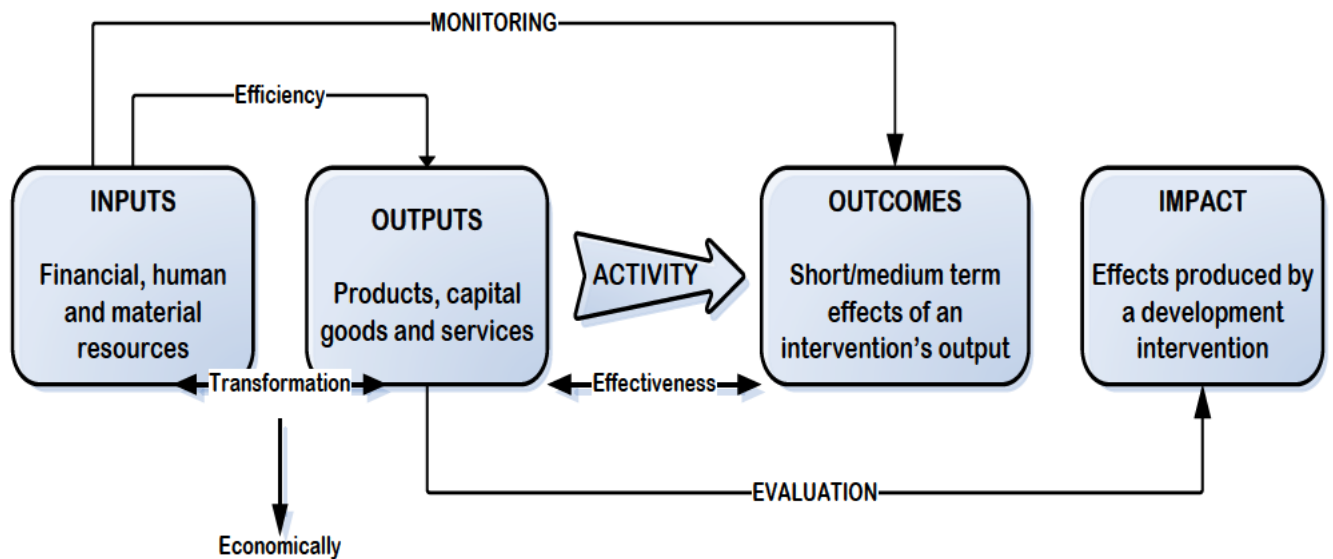 MONITORING
Efficiency
INPUTS
Financial, human
and material
resources
OUTPUTS
Products, capital
goods and services
ACTIVITY
OUTCOMES
Short/medium term
effects of an
intervention's output
IMPACT
Effects produced by
a development
intervention
Transformation
Effectiveness
EVALUATION
Economically